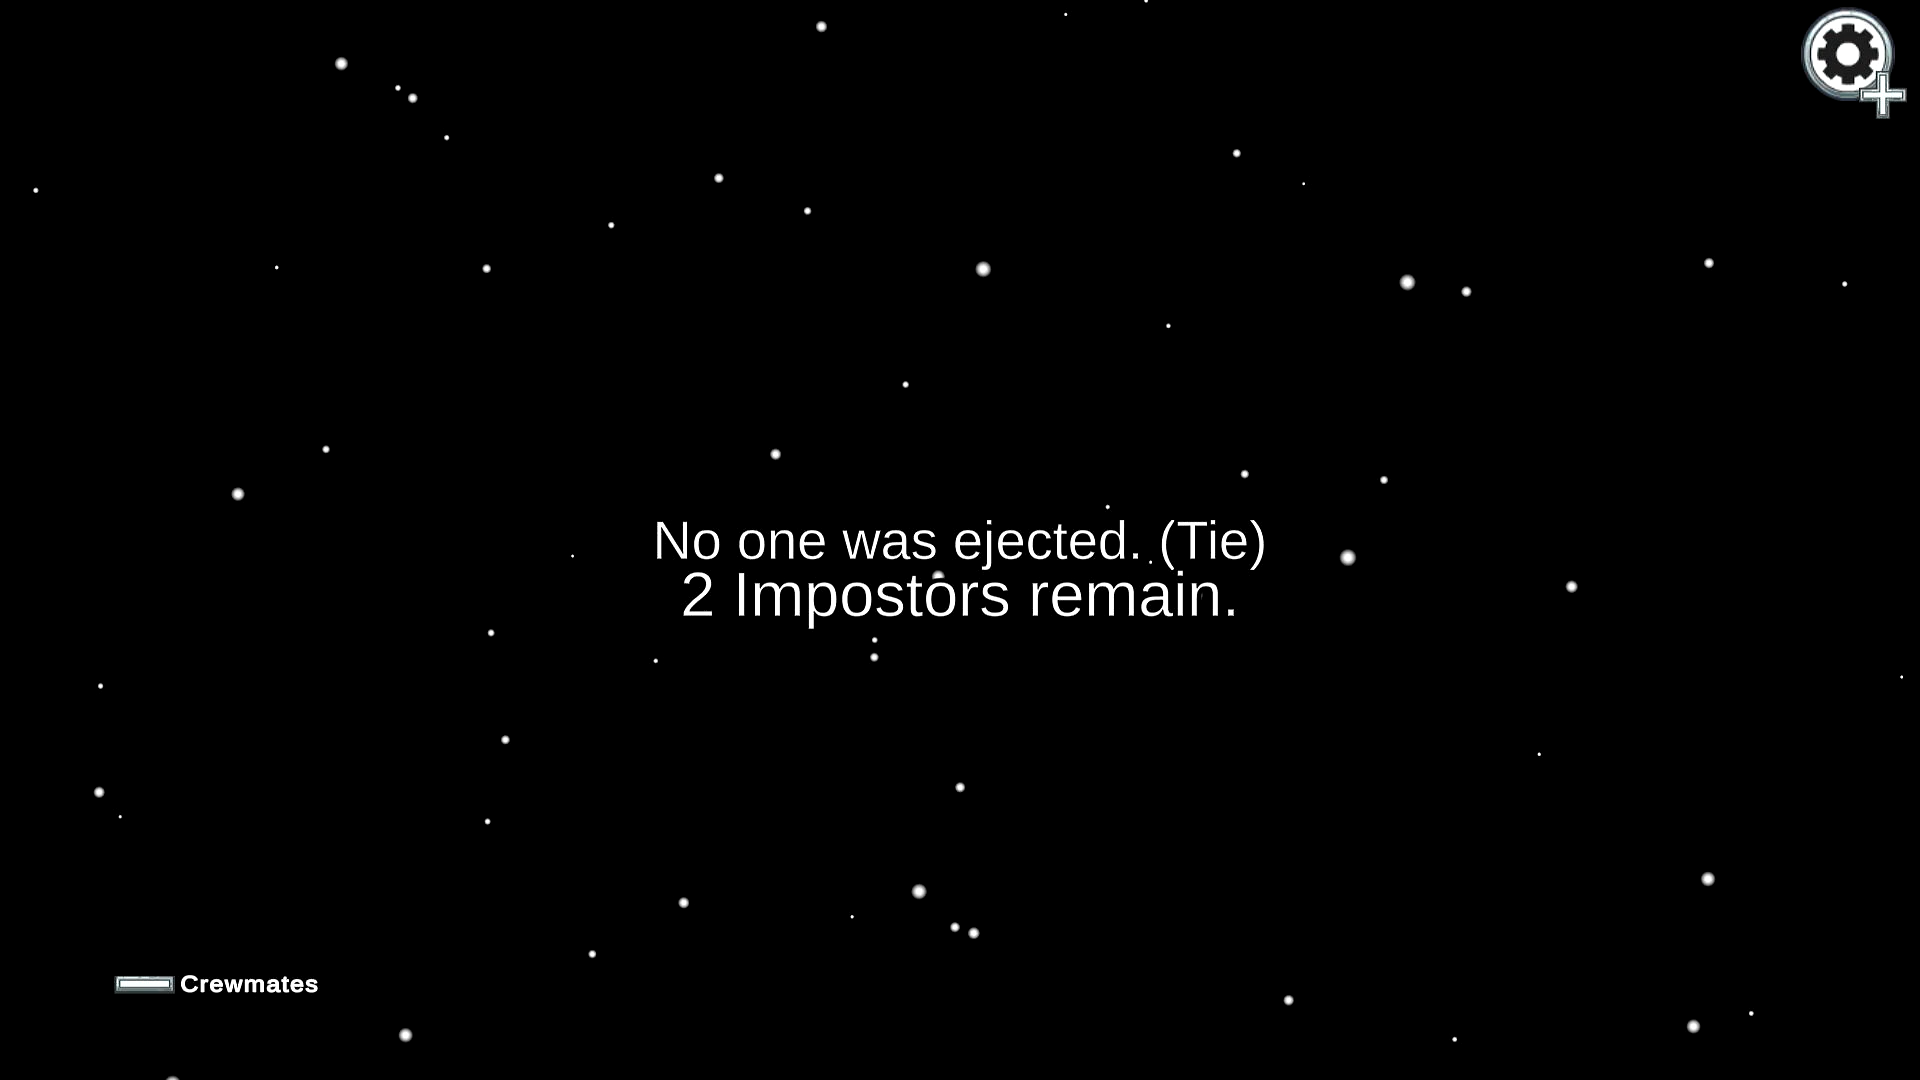 No one was ejected. (Tie)
2 Impostors remain.
Crewmates